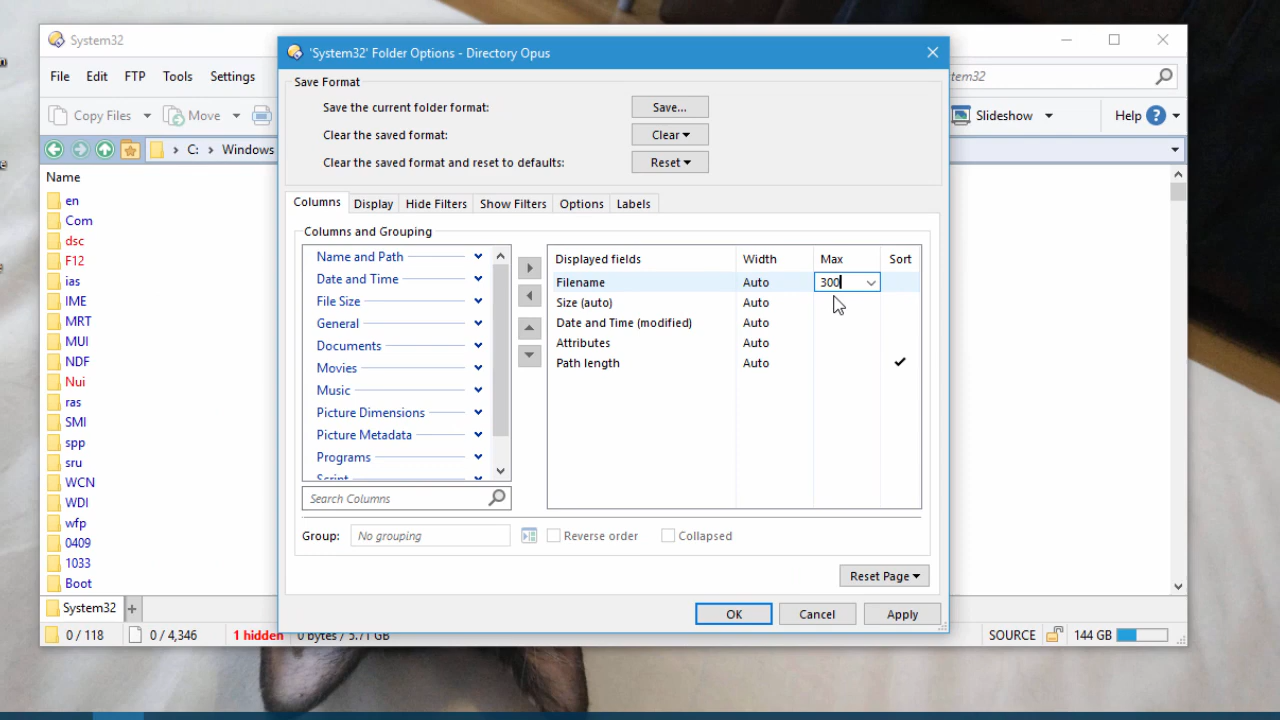 System32
'System32' Folder Options - Directory Opus
File Edit FTP Tools Settings
tem32
Copy Files Move
Slideshow Help ?
C: Windows
Save Format
Save the current folder format: Save...
Clear the saved format: Clear
Clear the saved format and reset to defaults: Reset
Columns Display Hide Filters Show Filters Options Labels
Columns and Grouping
Name and Path
Date and Time
File Size
General
Documents
Movies
Music
Picture Dimensions
Picture Metadata
Programs
Script
Search Columns
Displayed fields Width Max Sort
Filename Auto 300
Size (auto) Auto
Date and Time (modified) Auto
Attributes Auto
Path length Auto
Group: No grouping Reverse order Collapsed
Reset Page
OK Cancel Apply
Name
en
Com
dsc
F12
ias
IME
MRT
MUI
NDF
Nui
ras
SMI
spp
sru
WCN
WDI
wfp
0409
1033
Boot
System32 +
0 / 118 0 / 4,346 1 hidden 0 bytes / 5.71 GB SOURCE 144 GB